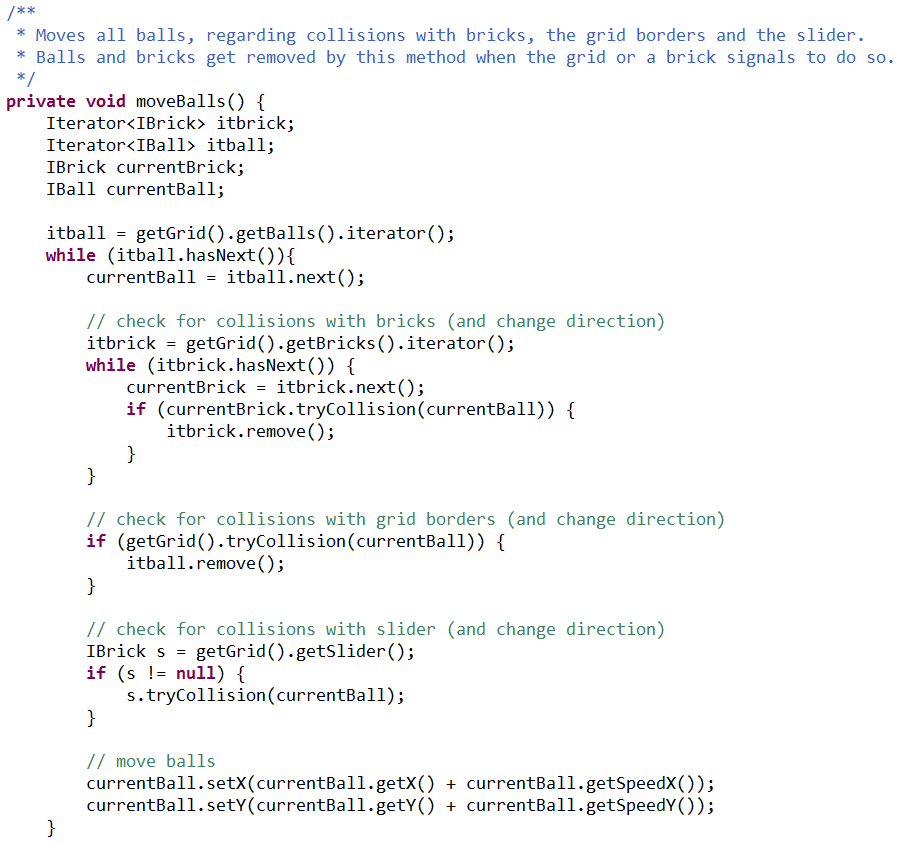 /**
 * Moves all balls, regarding collisions with bricks, the grid borders and the slider.
 * Balls and bricks get removed by this method when the grid or a brick signals to do so.
 */
private void moveBalls() {
    Iterator<IBrick> itbrick;
    Iterator<IBall> itball;
    IBrick currentBrick;
    IBall currentBall;

    itball = getGrid().getBalls().iterator();
    while (itball.hasNext()){
        currentBall = itball.next();

        // check for collisions with bricks (and change direction)
        itbrick = getGrid().getBricks().iterator();
        while (itbrick.hasNext()) {
            currentBrick = itbrick.next();
            if (currentBrick.tryCollision(currentBall)) {
                itbrick.remove();
            }
        }

        // check for collisions with grid borders (and change direction)
        if (getGrid().tryCollision(currentBall)) {
            itball.remove();
        }

        // check for collisions with slider (and change direction)
        IBrick s = getGrid().getSlider();
        if (s != null) {
            s.tryCollision(currentBall);
        }

        // move balls
        currentBall.setX(currentBall.getX() + currentBall.getSpeedX());
        currentBall.setY(currentBall.getY() + currentBall.getSpeedY());
    }